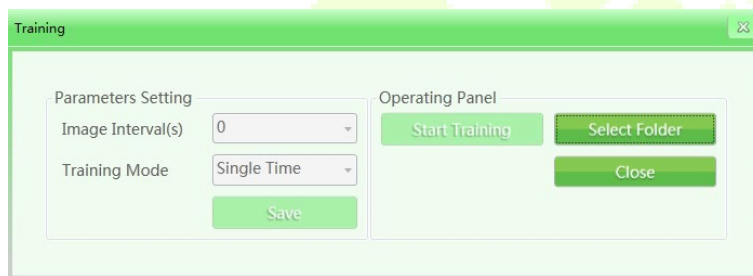 Training
Parameters Setting
Image Interval(s) 0
Training Mode Single Time
Save
Operating Panel
Start Training Select Folder
Close